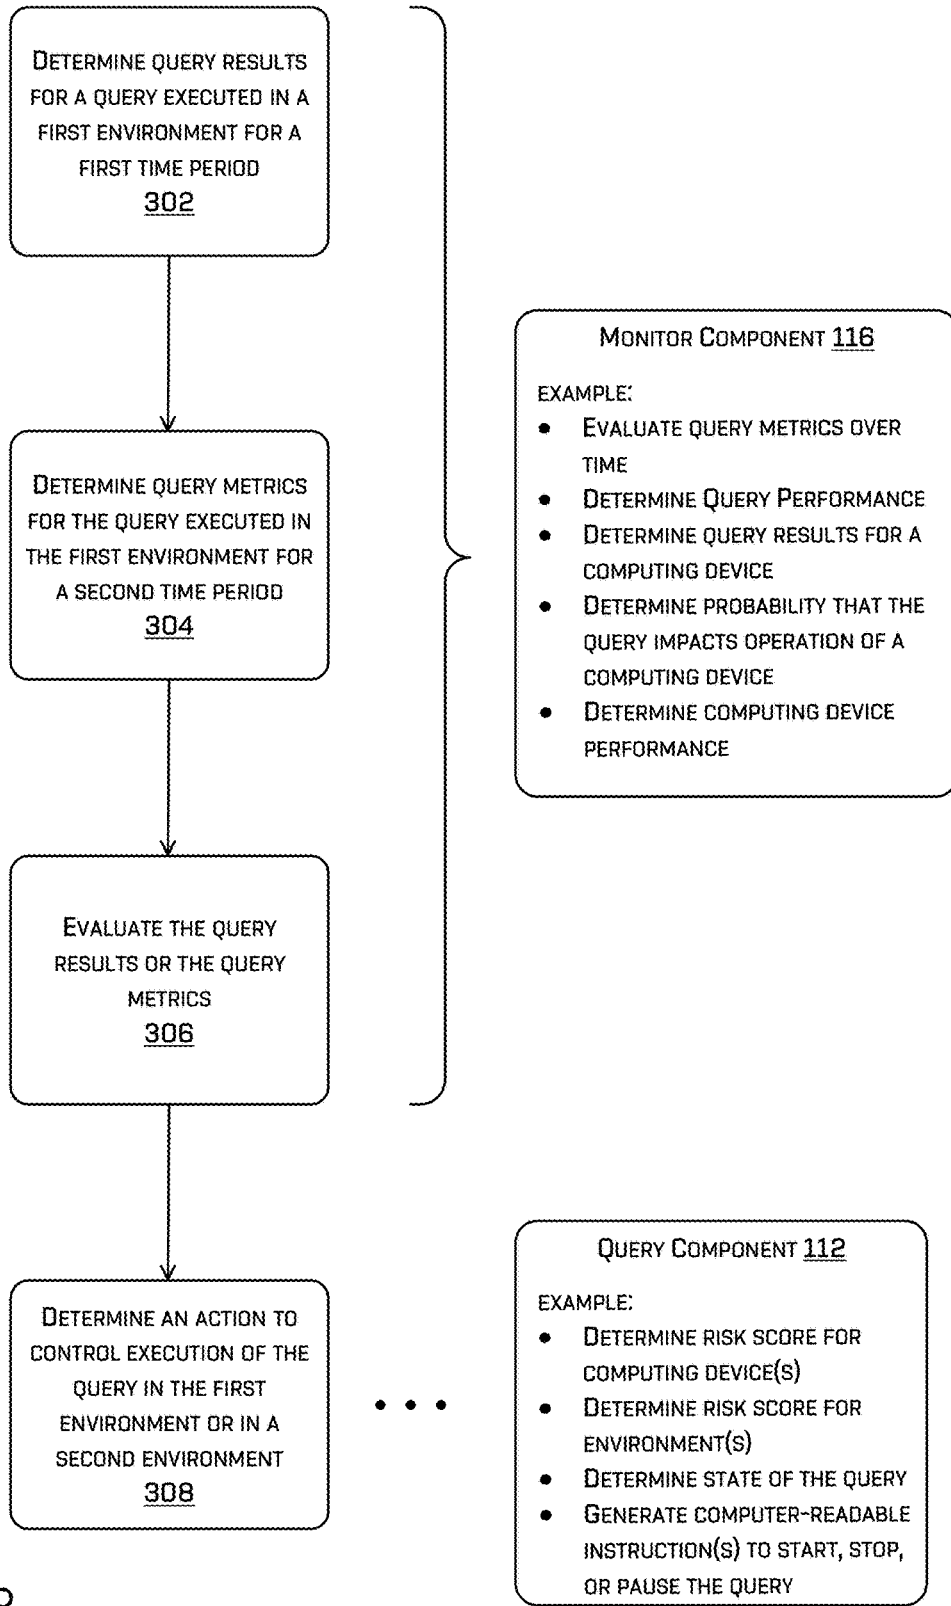 DETERMINE QUERY RESULTS
FOR A QUERY EXECUTED IN A
FIRST ENVIRONMENT FOR A
FIRST TIME PERIOD
302
DETERMINE QUERY METRICS
FOR THE QUERY EXECUTED IN
THE FIRST ENVIRONMENT FOR
A SECOND TIME PERIOD
304
EVALUATE THE QUERY
RESULTS OR THE QUERY
METRICS
306
MONITOR COMPONENT 116
EXAMPLE:
• EVALUATE QUERY METRICS OVER
TIME
• DETERMINE QUERY PERFORMANCE
• DETERMINE QUERY RESULTS FOR A
COMPUTING DEVICE
• DETERMINE PROBABILITY THAT THE
QUERY IMPACTS OPERATION OF A
COMPUTING DEVICE
• DETERMINE COMPUTING DEVICE
PERFORMANCE
DETERMINE AN ACTION TO
CONTROL EXECUTION OF THE
QUERY IN THE FIRST
ENVIRONMENT OR IN A
SECOND ENVIRONMENT
308
• • •
QUERY COMPONENT 112
EXAMPLE:
• DETERMINE RISK SCORE FOR
COMPUTING DEVICE(S)
• DETERMINE RISK SCORE FOR
ENVIRONMENT(S)
• DETERMINE STATE OF THE QUERY
• GENERATE COMPUTER-READABLE
INSTRUCTION(S) TO START, STOP,
OR PAUSE THE QUERY